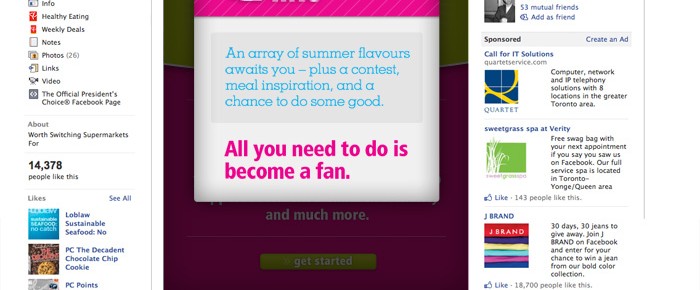 Info
Healthy Eating
Weekly Deals
Notes
Photos (26)
Links
Video
The Official President's
Choice® Facebook Page
About
Worth Switching Supermarkets
For
14,378
people like this
Likes See All
Loblaw
Sustainable
Seafood: No
PC The Decadent
Chocolate Chip
Cookie
PC Points
An array of summer flavours
awaits you – plus a contest,
meal inspiration, and a
chance to do some good.
All you need to do is
become a fan.
and much more.
get started
53 mutual friends
Add as friend
Sponsored Create an Ad
Call for IT Solutions
quartetservice.com
QUARTET
Computer, network
and IP telephony
solutions with 8
locations in the greater
Toronto area.
sweetgrass spa at Verity
sweetgrass spa
Free swag bag with
your next appointment
if you say you saw us
on Facebook. Our full
service spa is located
in Toronto-
Yonge/Queen area
Like · 143 people like this.
J BRAND
J BRAND
30 days, 30 jeans to
give away. Join J
BRAND on Facebook
and enter for your
chance to win a jean
from our bold color
collection.
Like · 18,700 people like this.